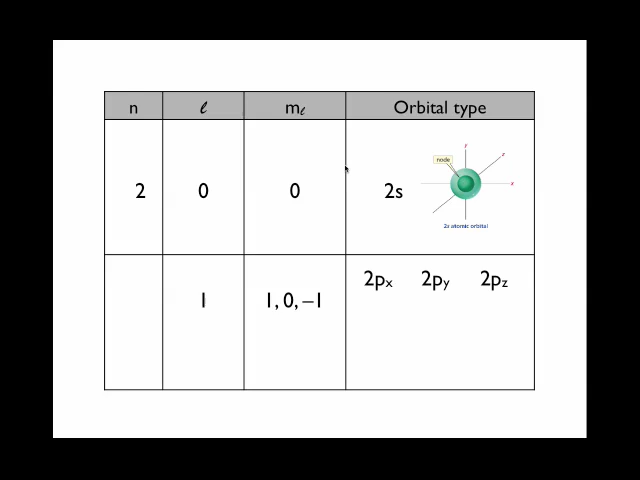 n ℓ mℓ Orbital type
2 0 0 2s
node
y
z
x
2s atomic orbital
1 1, 0, −1 2px 2py 2pz